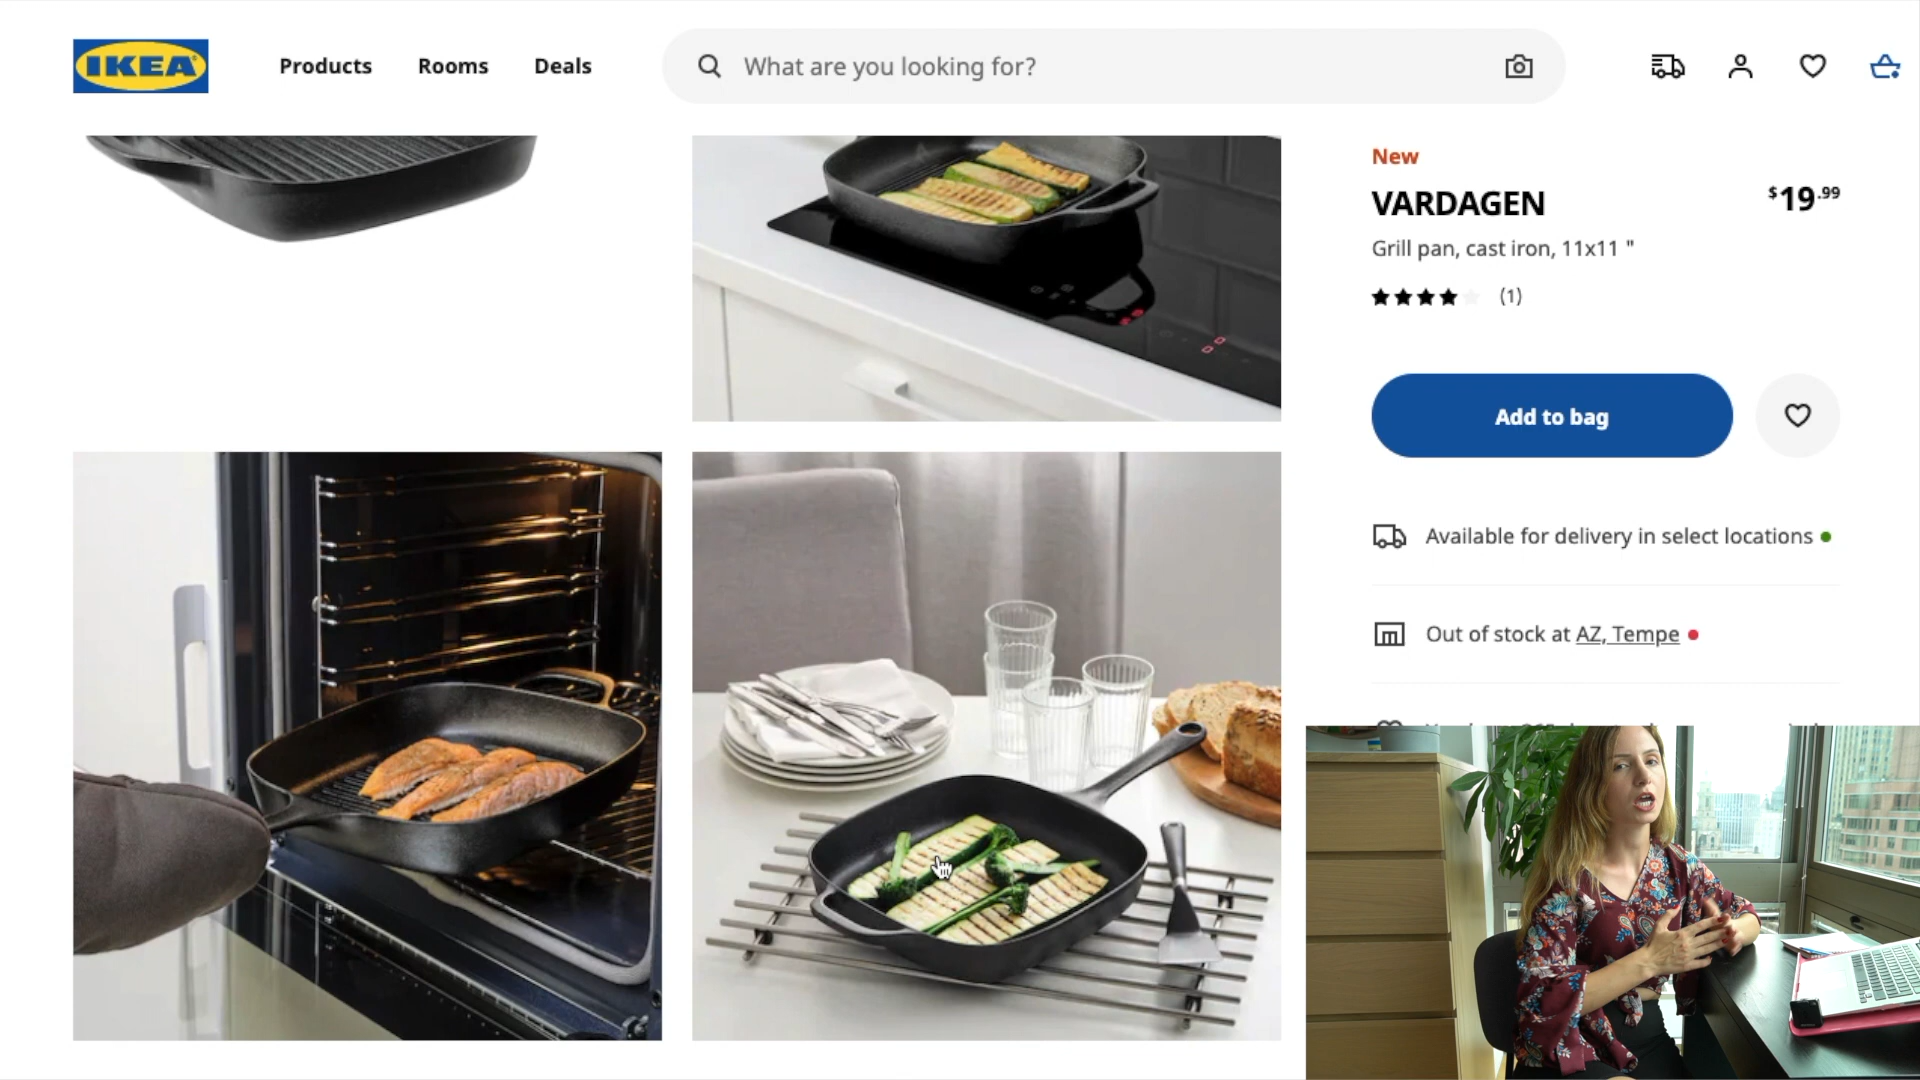 IKEA
Products
Rooms
Deals
What are you looking for?
New
VARDAGEN
$19.99
Grill pan, cast iron, 11x11 "
(1)
Add to bag
Available for delivery in select locations
Out of stock at AZ, Tempe